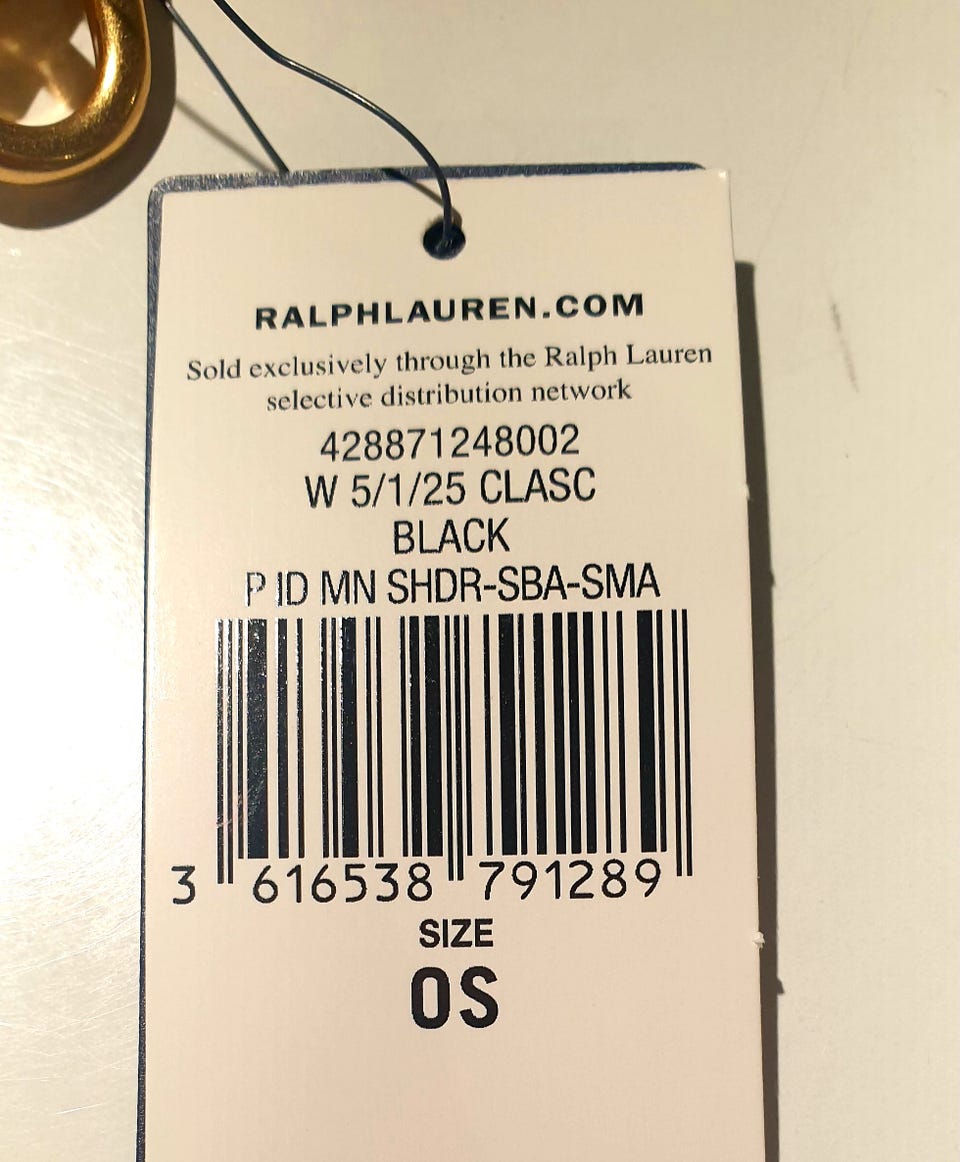 RALPHLAUREN.COM
Sold exclusively through the Ralph Lauren
selective distribution network
428871248002
W 5/1/25 CLASC
BLACK
P ID MN SHDR-SBA-SMA
3 616538 791289
SIZE
OS